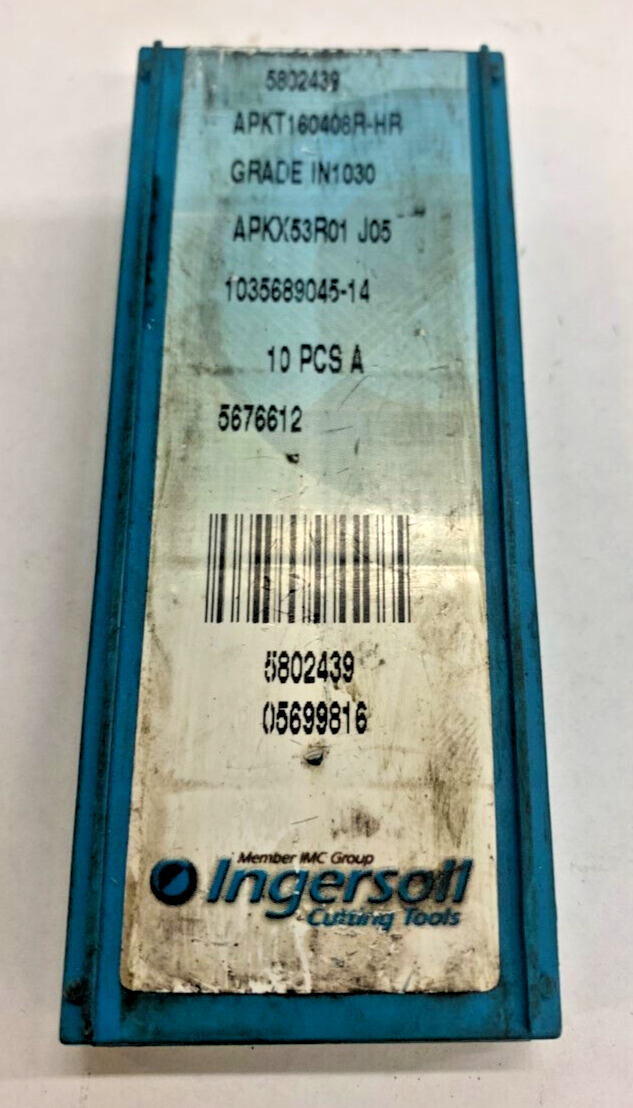 5802439
APKT160408R-HR
GRADE IN1030
APKX53R01 J05
1035689045-14
10 PCS A
5676612
5802439
05699816
Member IMC Group
Ingersoll
Cutting Tools